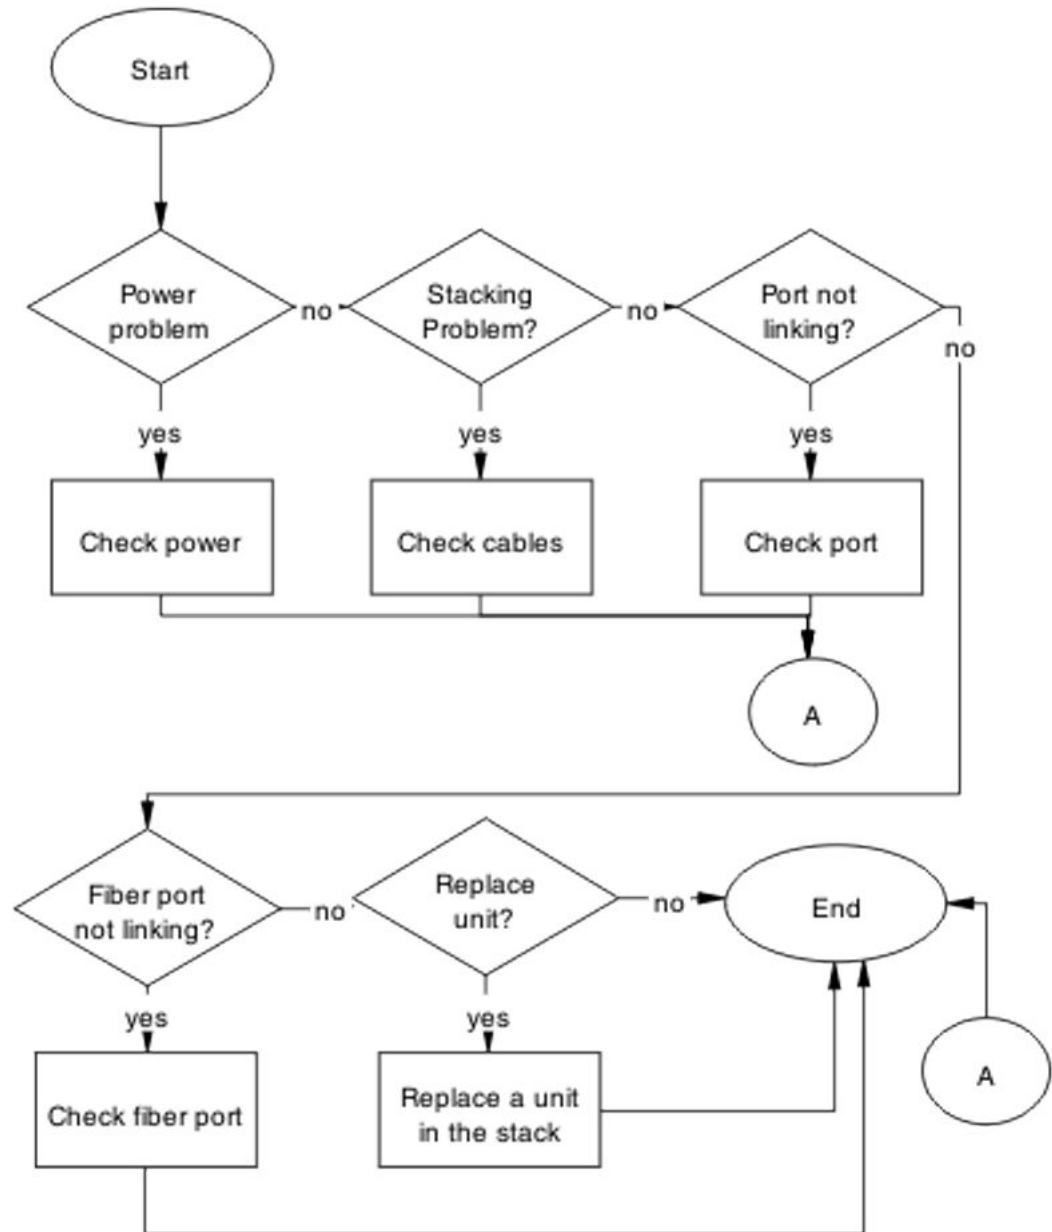 Start
Power
problem
no
Stacking
Problem?
no
Port not
linking?
no
yes
yes
yes
Check power
Check cables
Check port
A
Fiber port
not linking?
no
Replace
unit?
no
End
yes
yes
A
Check fiber port
Replace a unit
in the stack